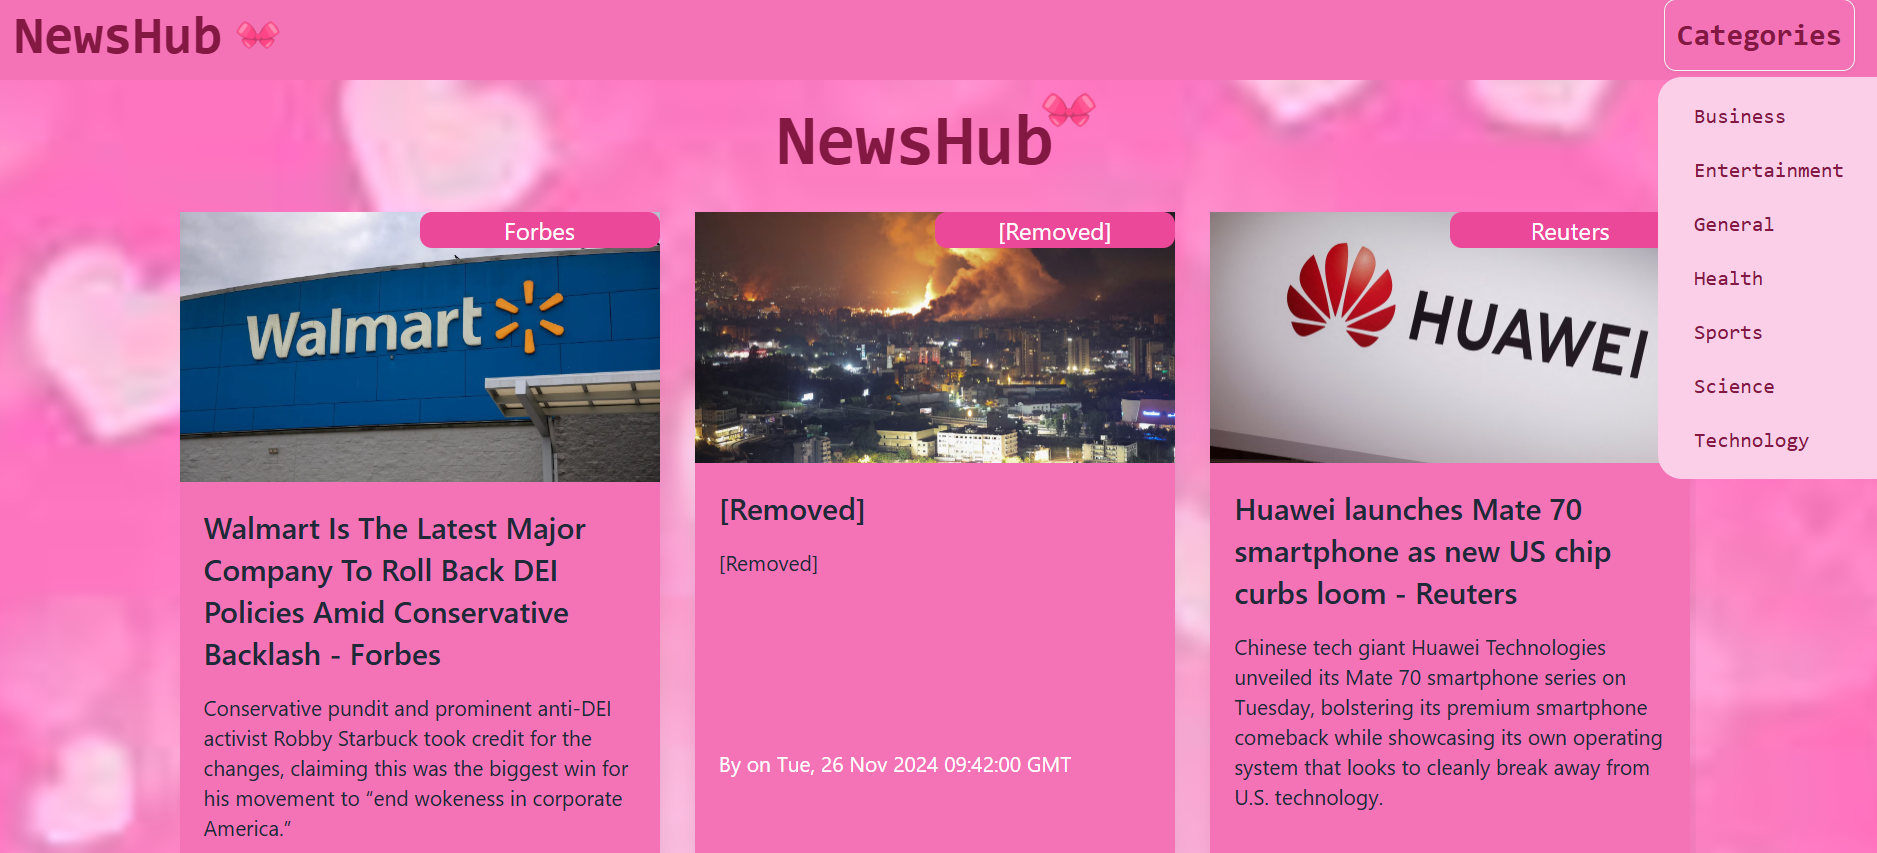 NewsHub
Categories
NewsHub
Business
Entertainment
General
Health
Sports
Science
Technology
Forbes
Walmart
Walmart Is The Latest Major
Company To Roll Back DEI
Policies Amid Conservative
Backlash - Forbes
Conservative pundit and prominent anti-DEI
activist Robby Starbuck took credit for the
changes, claiming this was the biggest win for
his movement to “end wokeness in corporate
America.”
[Removed]
[Removed]
[Removed]
By on Tue, 26 Nov 2024 09:42:00 GMT
Reuters
HUAWEI
Huawei launches Mate 70
smartphone as new US chip
curbs loom - Reuters
Chinese tech giant Huawei Technologies
unveiled its Mate 70 smartphone series on
Tuesday, bolstering its premium smartphone
comeback while showcasing its own operating
system that looks to cleanly break away from
U.S. technology.